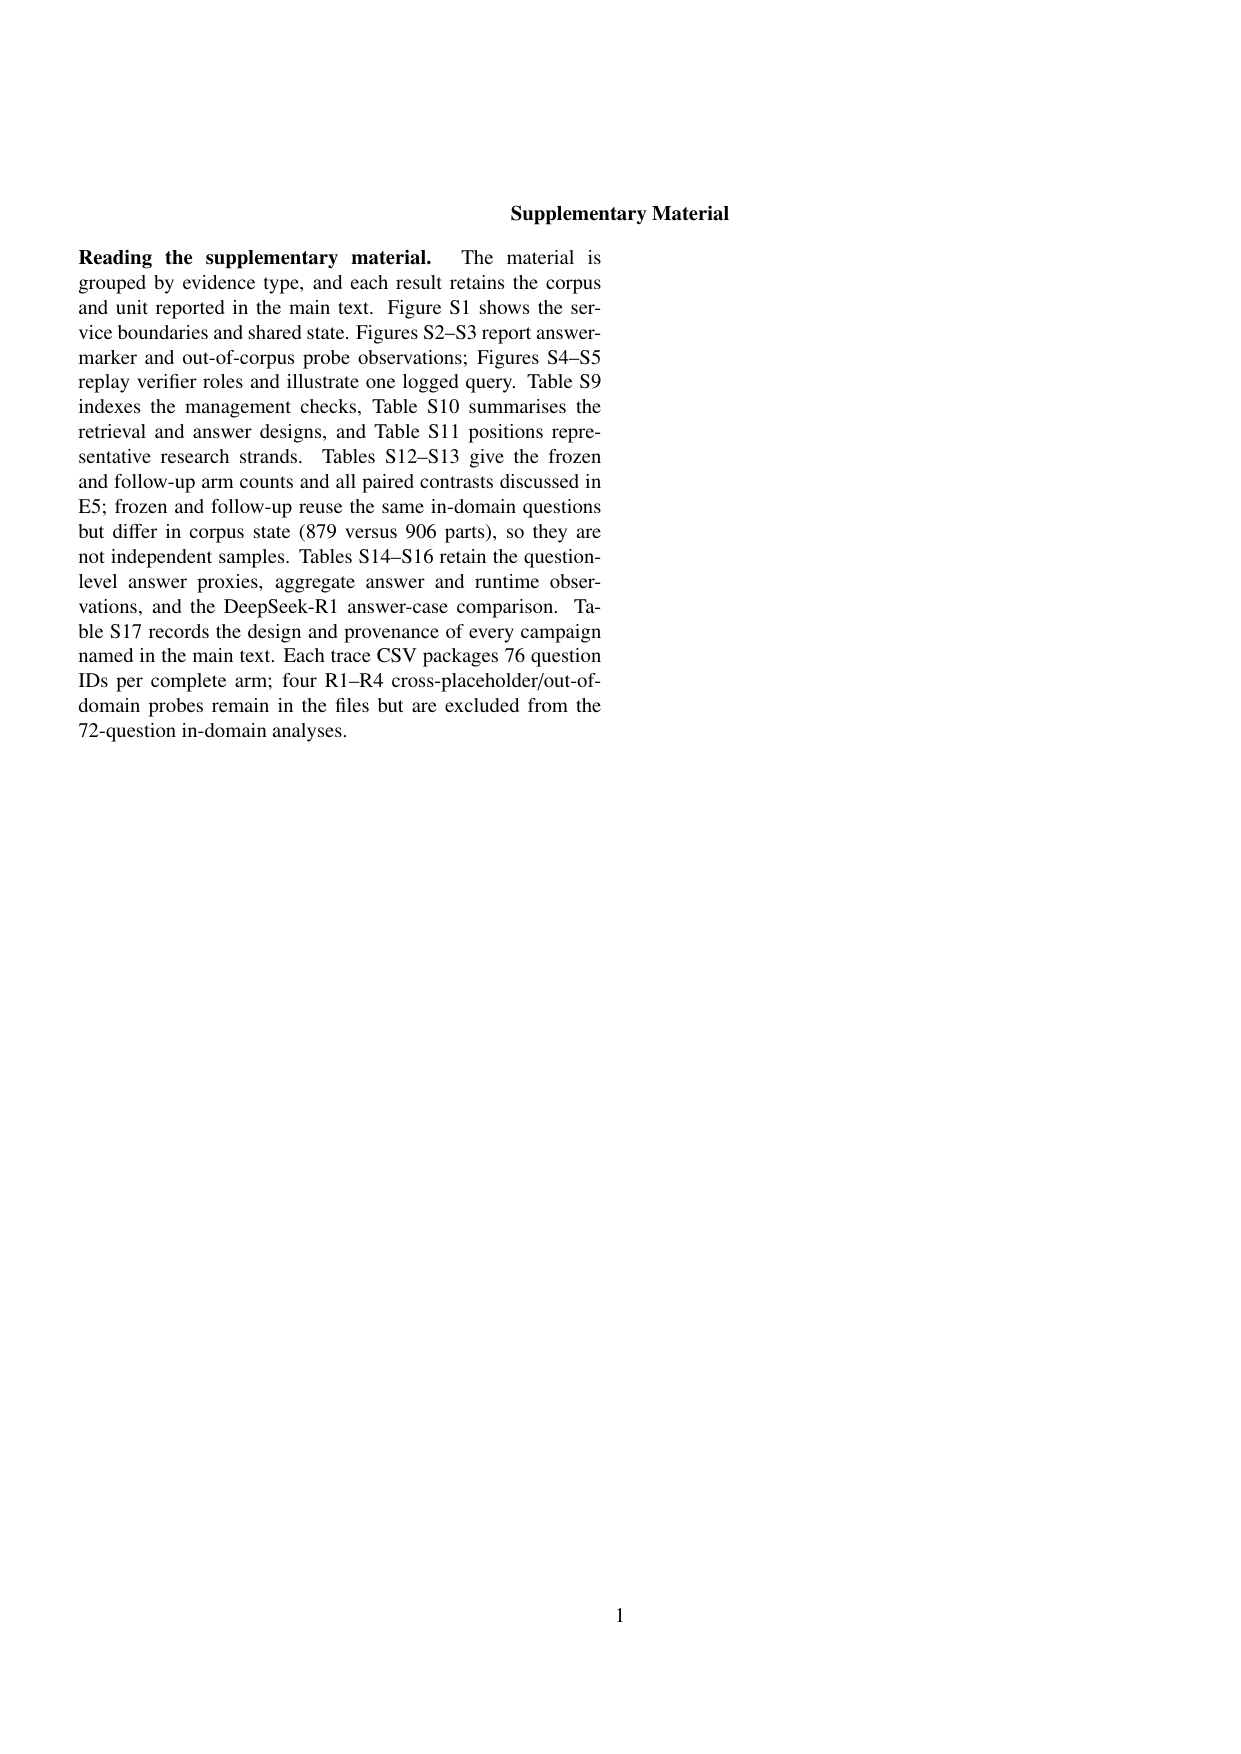 Supplementary Material
Reading the supplementary material. The material is
grouped by evidence type, and each result retains the corpus
and unit reported in the main text. Figure S1 shows the ser-
vice boundaries and shared state. Figures S2–S3 report answer-
marker and out-of-corpus probe observations; Figures S4–S5
replay verifier roles and illustrate one logged query. Table S9
indexes the management checks, Table S10 summarises the
retrieval and answer designs, and Table S11 positions repre-
sentative research strands. Tables S12–S13 give the frozen
and follow-up arm counts and all paired contrasts discussed in
E5; frozen and follow-up reuse the same in-domain questions
but differ in corpus state (879 versus 906 parts), so they are
not independent samples. Tables S14–S16 retain the question-
level answer proxies, aggregate answer and runtime obser-
vations, and the DeepSeek-R1 answer-case comparison. Ta-
ble S17 records the design and provenance of every campaign
named in the main text. Each trace CSV packages 76 question
IDs per complete arm; four R1–R4 cross-placeholder/out-of-
domain probes remain in the files but are excluded from the
72-question in-domain analyses.
1